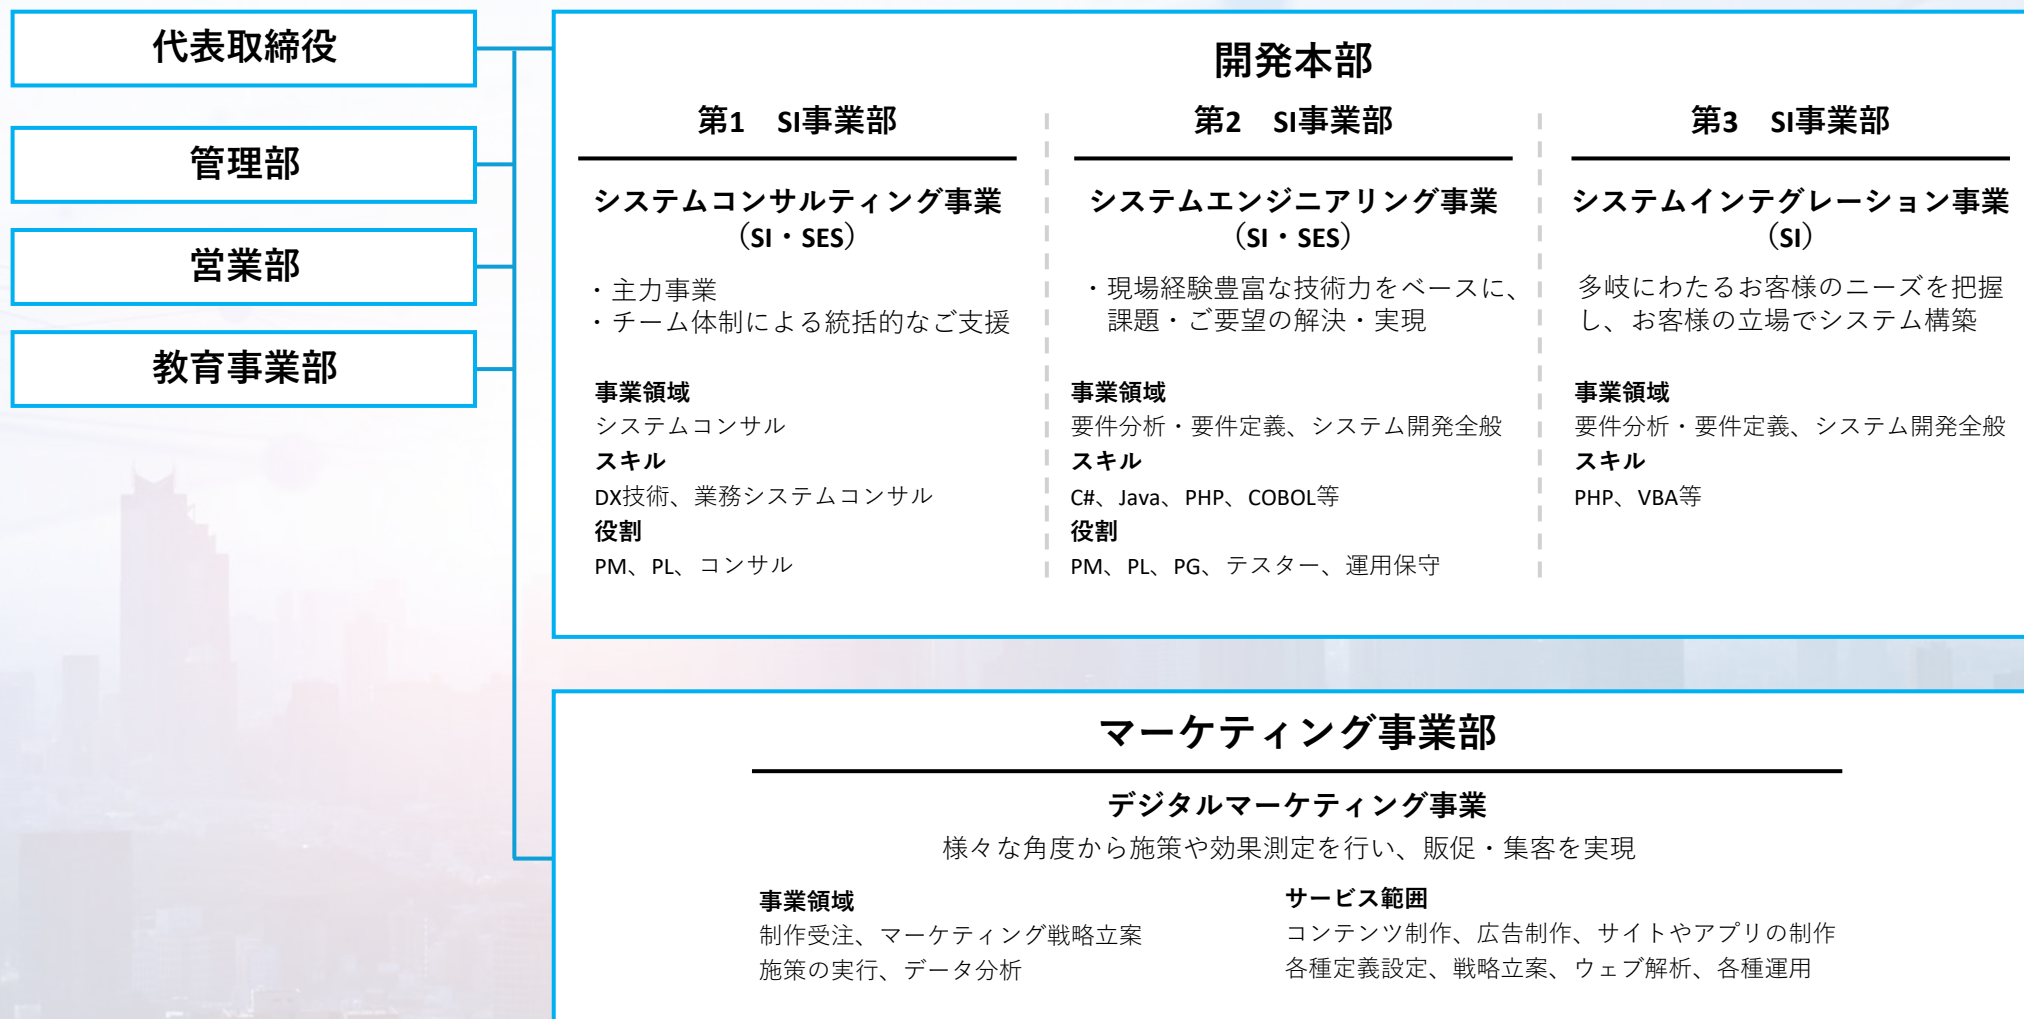 代表取締役
管理部
営業部
教育事業部
開発本部
第1　SI事業部
システムコンサルティング事業
（SI・SES）
・主力事業
・チーム体制による統括的なご支援
事業領域
システムコンサル
スキル
DX技術、業務システムコンサル
役割
PM、PL、コンサル
第2　SI事業部
システムエンジニアリング事業
（SI・SES）
・現場経験豊富な技術力をベースに、
課題・ご要望の解決・実現
事業領域
要件分析・要件定義、システム開発全般
スキル
C#、Java、PHP、COBOL等
役割
PM、PL、PG、テスター、運用保守
第3　SI事業部
システムインテグレーション事業
（SI）
多岐にわたるお客様のニーズを把握
し、お客様の立場でシステム構築
事業領域
要件分析・要件定義、システム開発全般
スキル
PHP、VBA等
マーケティング事業部
デジタルマーケティング事業
様々な角度から施策や効果測定を行い、販促・集客を実現
事業領域
制作受注、マーケティング戦略立案
施策の実行、データ分析
サービス範囲
コンテンツ制作、広告制作、サイトやアプリの制作
各種定義設定、戦略立案、ウェブ解析、各種運用